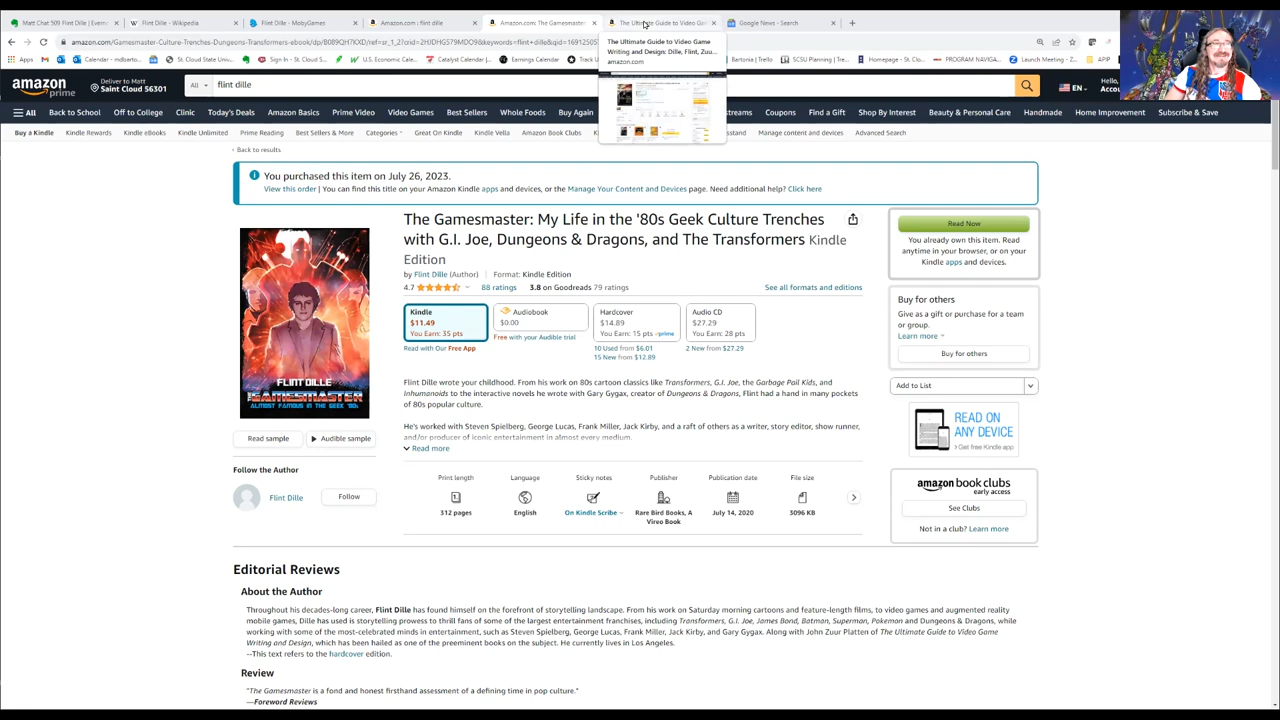 Matt Chat 509 Flint Dille | Evern
Flint Dille - Wikipedia
Flint Dille - MobyGames
Amazon.com : flint dille
Amazon.com: The Gamesmaster:
The Ultimate Guide to Video Gam
Google News - Search
amazon.com/Gamesmaster-Culture-Trenches-Dungeons-Transformers-ebook/dp/B089QH7KXD/ref=sr_1_2?crid=2HJDHG579MDO9&keywords=flint+dille&qid=16912505
The Ultimate Guide to Video Game
Writing and Design: Dille, Flint, Zuu...
amazon.com
Apps
St. Cloud State Univ...
Carryout - mdbarto...
Sign In - St. Cloud S...
U.S. Economic Cale...
Catalyst Calendar |...
Earnings Calendar
Track U
Bartonia | Trello
SCSU Planning | Tre...
Homepage - St. Clo...
PROGRAM NAVIGA...
Launch Meeting - Z...
APIP
amazon
prime
Deliver to Matt
Saint Cloud 56301
All
flint dille
EN
Hello,
Accou
All
Buy a Kindle
Back to School
Off to College
Clinic
Today's Deals
Amazon Basics
Prime Video
Video Games
Best Sellers
Whole Foods
Buy Again
streams
Coupons
Find a Gift
Shop By Interest
Beauty & Personal Care
Handmade
Home Improvement
Subscribe & Save
Kindle Rewards
Kindle eBooks
Kindle Unlimited
Prime Reading
Best Sellers & More
Categories
Great On Kindle
Kindle Vella
Amazon Book Clubs
stand
Manage content and devices
Advanced Search
‹ Back to results
You purchased this item on July 26, 2023.
View this order | You can find this title on your Amazon Kindle apps and devices, or on the Manage Your Content and Devices page. Need additional help? Click here
The Gamesmaster: My Life in the '80s Geek Culture Trenches
with G.I. Joe, Dungeons & Dragons, and The Transformers Kindle
Edition
by Flint Dille (Author) | Format: Kindle Edition
4.7 88 ratings 3.8 on Goodreads 79 ratings
See all formats and editions
Kindle
$11.49
You Earn: 35 pts
Read with Our Free App
Audiobook
$0.00
Free with your Audible trial
Hardcover
$14.89
You Earn: 15 pts prime
10 Used from $6.01
15 New from $12.89
Audio CD
$27.29
You Earn: 28 pts
2 New from $27.29
Flint Dille wrote your childhood. From his work on 80s cartoon classics like Transformers, G.I. Joe, the Garbage Pail Kids, and
Inhumanoids to the interactive novels he wrote with Gary Gygax, creator of Dungeons & Dragons, Flint had a hand in many pockets
of 80s popular culture.
He's worked with Steven Spielberg, George Lucas, Frank Miller, Jack Kirby, and a raft of others as a writer, story editor, show runner,
and/or producer of iconic entertainment in almost every medium.
Read more
FLINT DILLE
THE GAMESMASTER
ALMOST FAMOUS IN THE GEEK '80s
Read sample
Audible sample
Follow the Author
Flint Dille
Follow
Print length
312 pages
Language
English
Sticky notes
On Kindle Scribe
Publisher
Rare Bird Books, A
Vireo Book
Publication date
July 14, 2020
File size
3096 KB
Read Now
You already own this item. Read
anytime in your browser, or on your
Kindle apps and devices.
Buy for others
Give as a gift or purchase for a team
or group.
Learn more
Buy for others
Add to List
READ ON
ANY DEVICE
› Get free Kindle app
amazon book clubs
early access
See Clubs
Not in a club? Learn more
Editorial Reviews
About the Author
Throughout his decades-long career, Flint Dille has found himself on the forefront of storytelling landscape. From his work on Saturday morning cartoons and feature-length films, to video games and augmented reality
mobile games, Dille has used is storytelling prowess to thrill fans of some of the largest entertainment franchises, including Transformers, G.I. Joe, James Bond, Batman, Superman, Pokemon and Dungeons & Dragons, while
working with some of the most-celebrated minds in entertainment, such as Steven Spielberg, George Lucas, Frank Miller, Jack Kirby, and Gary Gygax. Along with John Zuur Platten of The Ultimate Guide to Video Game
Writing and Design, which has been hailed as one of the preeminent books on the subject. He currently lives in Los Angeles.
--This text refers to the hardcover edition.
Review
"The Gamesmaster is a fond and honest firsthand assessment of a defining time in pop culture."
—Foreword Reviews